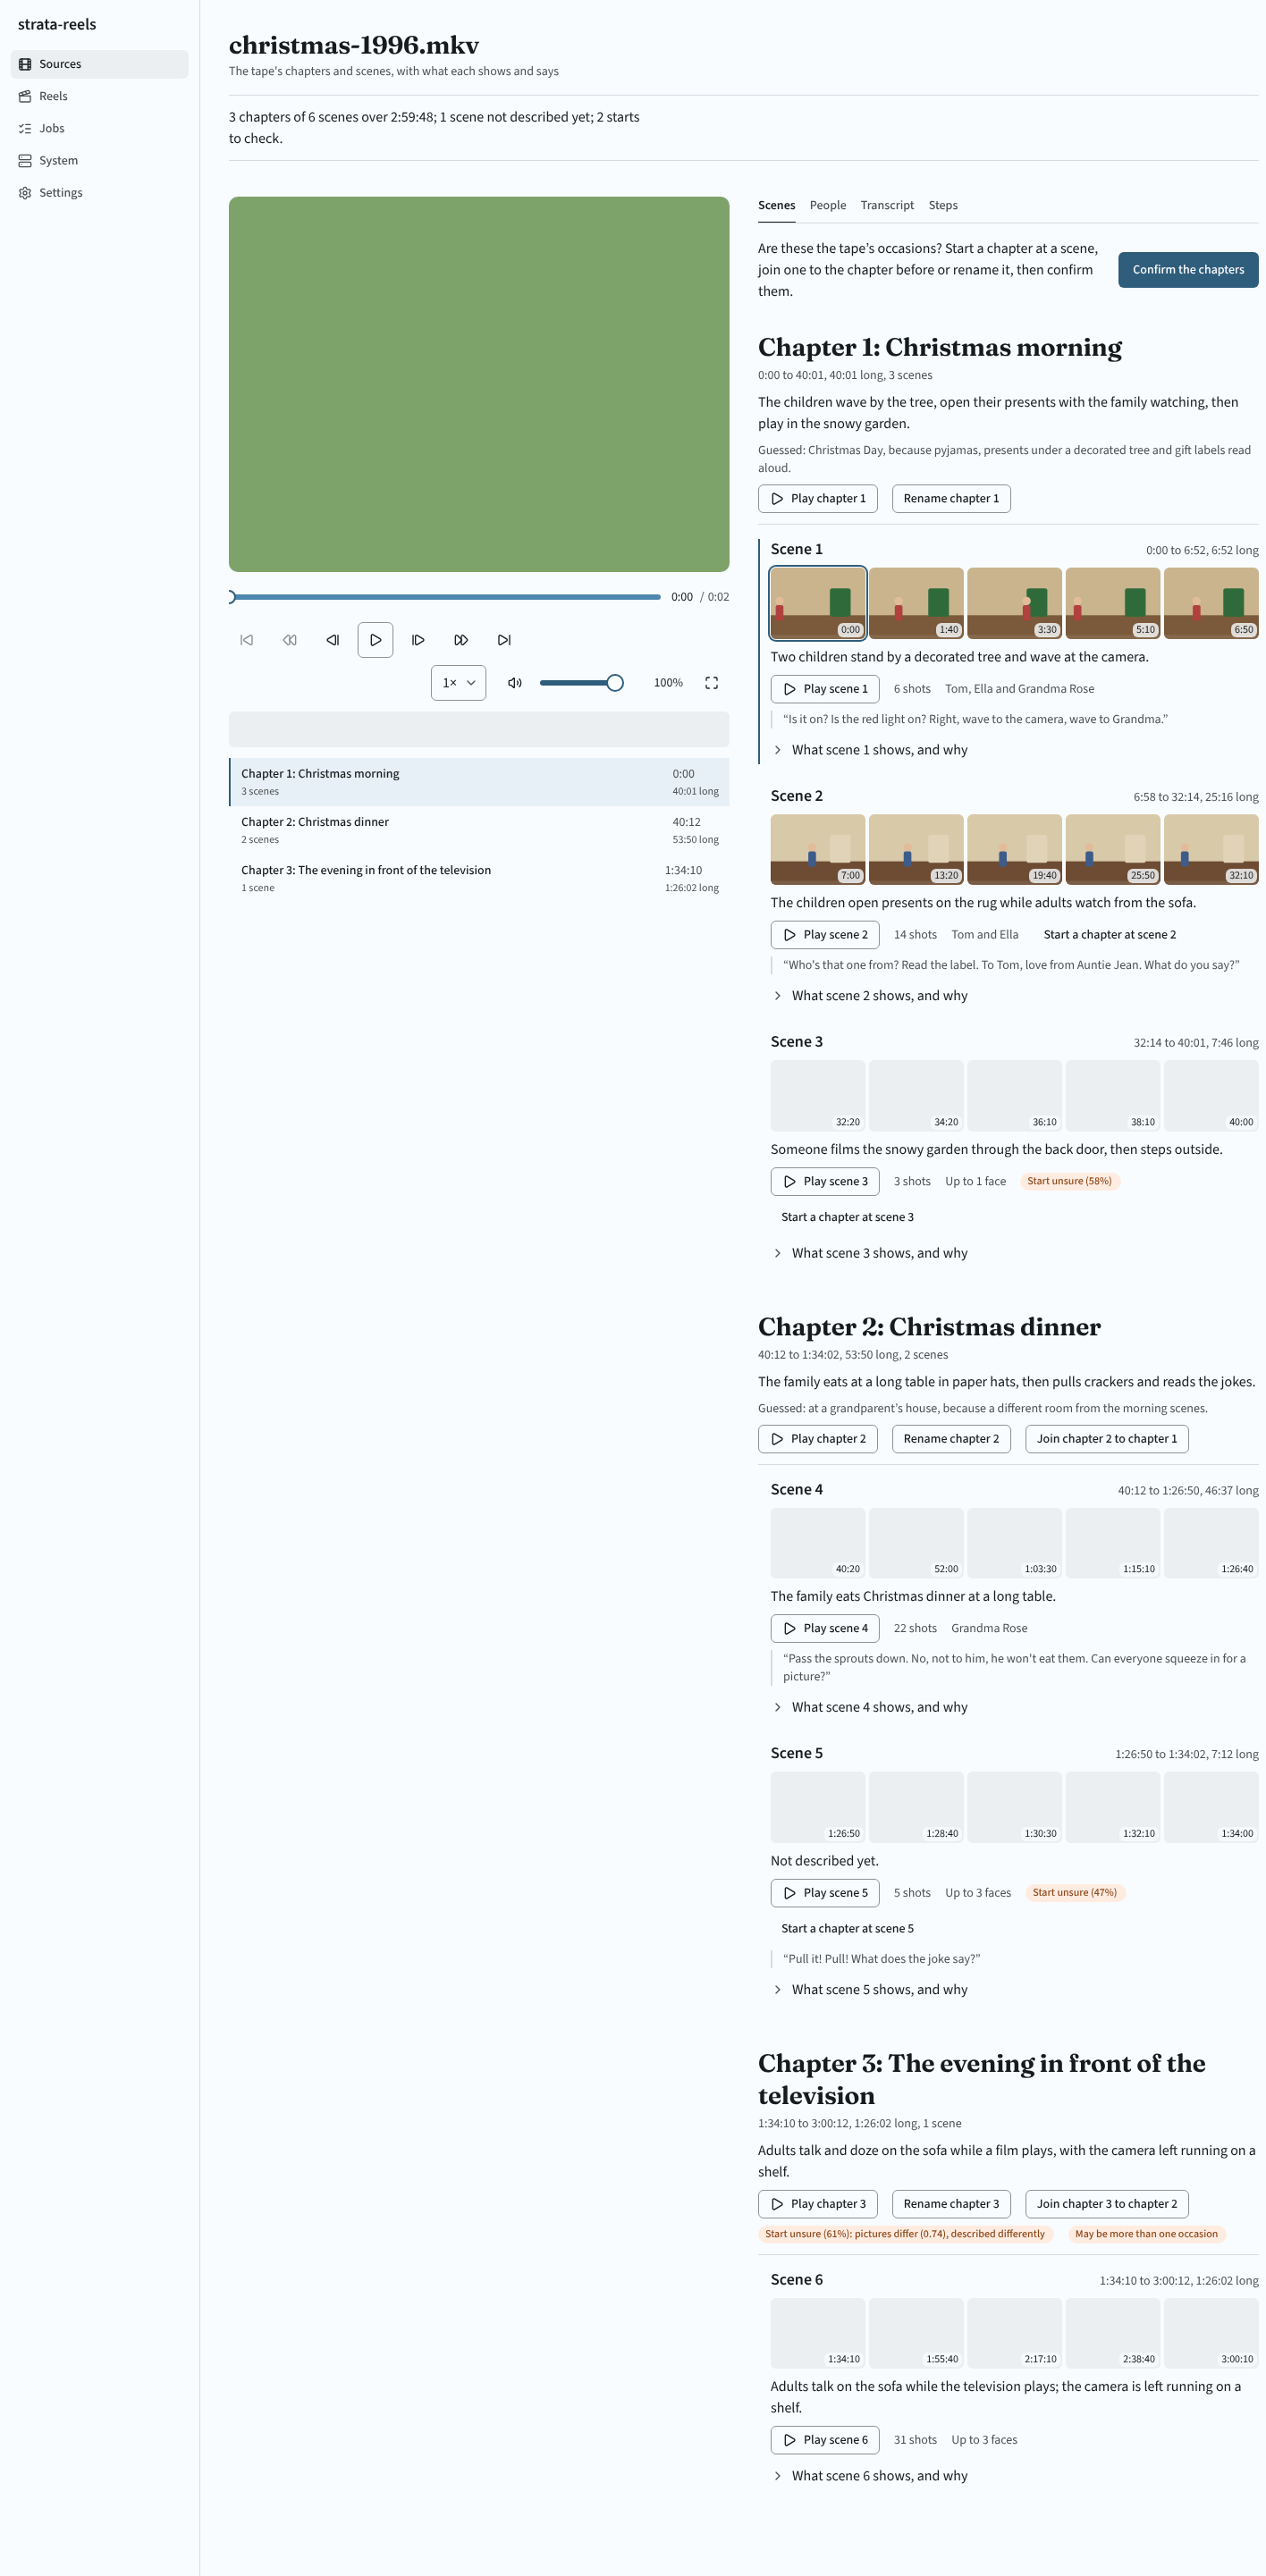 strata-reels
Sources
Reels
Jobs
System
Settings
christmas-1996.mkv
The tape's chapters and scenes, with what each shows and says
3 chapters of 6 scenes over 2:59:48; 1 scene not described yet; 2 starts
to check.
0:00 / 0:02
1×
100%
Chapter 1: Christmas morning 0:00
3 scenes 40:01 long
Chapter 2: Christmas dinner 40:12
2 scenes 53:50 long
Chapter 3: The evening in front of the television 1:34:10
1 scene 1:26:02 long
Scenes People Transcript Steps
Are these the tape’s occasions? Start a chapter at a scene,
join one to the chapter before or rename it, then confirm
them.
Confirm the chapters
Chapter 1: Christmas morning
0:00 to 40:01, 40:01 long, 3 scenes
The children wave by the tree, open their presents with the family watching, then
play in the snowy garden.
Guessed: Christmas Day, because pyjamas, presents under a decorated tree and gift labels read
aloud.
Play chapter 1 Rename chapter 1
Scene 1 0:00 to 6:52, 6:52 long
0:00 1:40 3:30 5:10 6:50
Two children stand by a decorated tree and wave at the camera.
Play scene 1 6 shots Tom, Ella and Grandma Rose
“Is it on? Is the red light on? Right, wave to the camera, wave to Grandma.”
What scene 1 shows, and why
Scene 2 6:58 to 32:14, 25:16 long
7:00 13:20 19:40 25:50 32:10
The children open presents on the rug while adults watch from the sofa.
Play scene 2 14 shots Tom and Ella Start a chapter at scene 2
“Who's that one from? Read the label. To Tom, love from Auntie Jean. What do you say?”
What scene 2 shows, and why
Scene 3 32:14 to 40:01, 7:46 long
32:20 34:20 36:10 38:10 40:00
Someone films the snowy garden through the back door, then steps outside.
Play scene 3 3 shots Up to 1 face Start unsure (58%)
Start a chapter at scene 3
What scene 3 shows, and why
Chapter 2: Christmas dinner
40:12 to 1:34:02, 53:50 long, 2 scenes
The family eats at a long table in paper hats, then pulls crackers and reads the jokes.
Guessed: at a grandparent’s house, because a different room from the morning scenes.
Play chapter 2 Rename chapter 2 Join chapter 2 to chapter 1
Scene 4 40:12 to 1:26:50, 46:37 long
40:20 52:00 1:03:30 1:15:10 1:26:40
The family eats Christmas dinner at a long table.
Play scene 4 22 shots Grandma Rose
“Pass the sprouts down. No, not to him, he won't eat them. Can everyone squeeze in for a
picture?”
What scene 4 shows, and why
Scene 5 1:26:50 to 1:34:02, 7:12 long
1:26:50 1:28:40 1:30:30 1:32:10 1:34:00
Not described yet.
Play scene 5 5 shots Up to 3 faces Start unsure (47%)
Start a chapter at scene 5
“Pull it! Pull! What does the joke say?”
What scene 5 shows, and why
Chapter 3: The evening in front of the
television
1:34:10 to 3:00:12, 1:26:02 long, 1 scene
Adults talk and doze on the sofa while a film plays, with the camera left running on a
shelf.
Play chapter 3 Rename chapter 3 Join chapter 3 to chapter 2
Start unsure (61%): pictures differ (0.74), described differently May be more than one occasion
Scene 6 1:34:10 to 3:00:12, 1:26:02 long
1:34:10 1:55:40 2:17:10 2:38:40 3:00:10
Adults talk on the sofa while the television plays; the camera is left running on a
shelf.
Play scene 6 31 shots Up to 3 faces
What scene 6 shows, and why